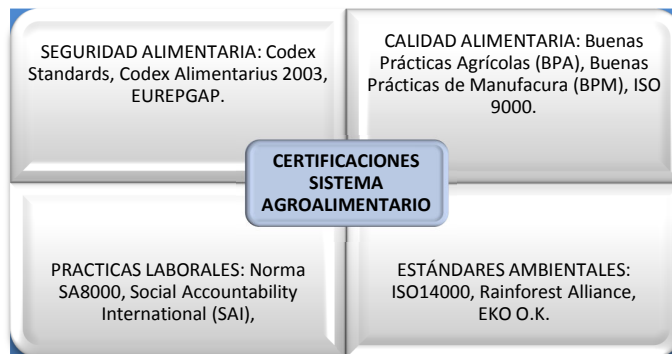 SEGURIDAD ALIMENTARIA: Codex
Standards, Codex Alimentarius 2003,
EUREPGAP.
CALIDAD ALIMENTARIA: Buenas
Prácticas Agrícolas (BPA), Buenas
Prácticas de Manufacura (BPM), ISO
9000.
CERTIFICACIONES
SISTEMA
AGROALIMENTARIO
PRACTICAS LABORALES: Norma
SA8000, Social Accountability
International (SAI),
ESTÁNDARES AMBIENTALES:
ISO14000, Rainforest Alliance,
EKO O.K.